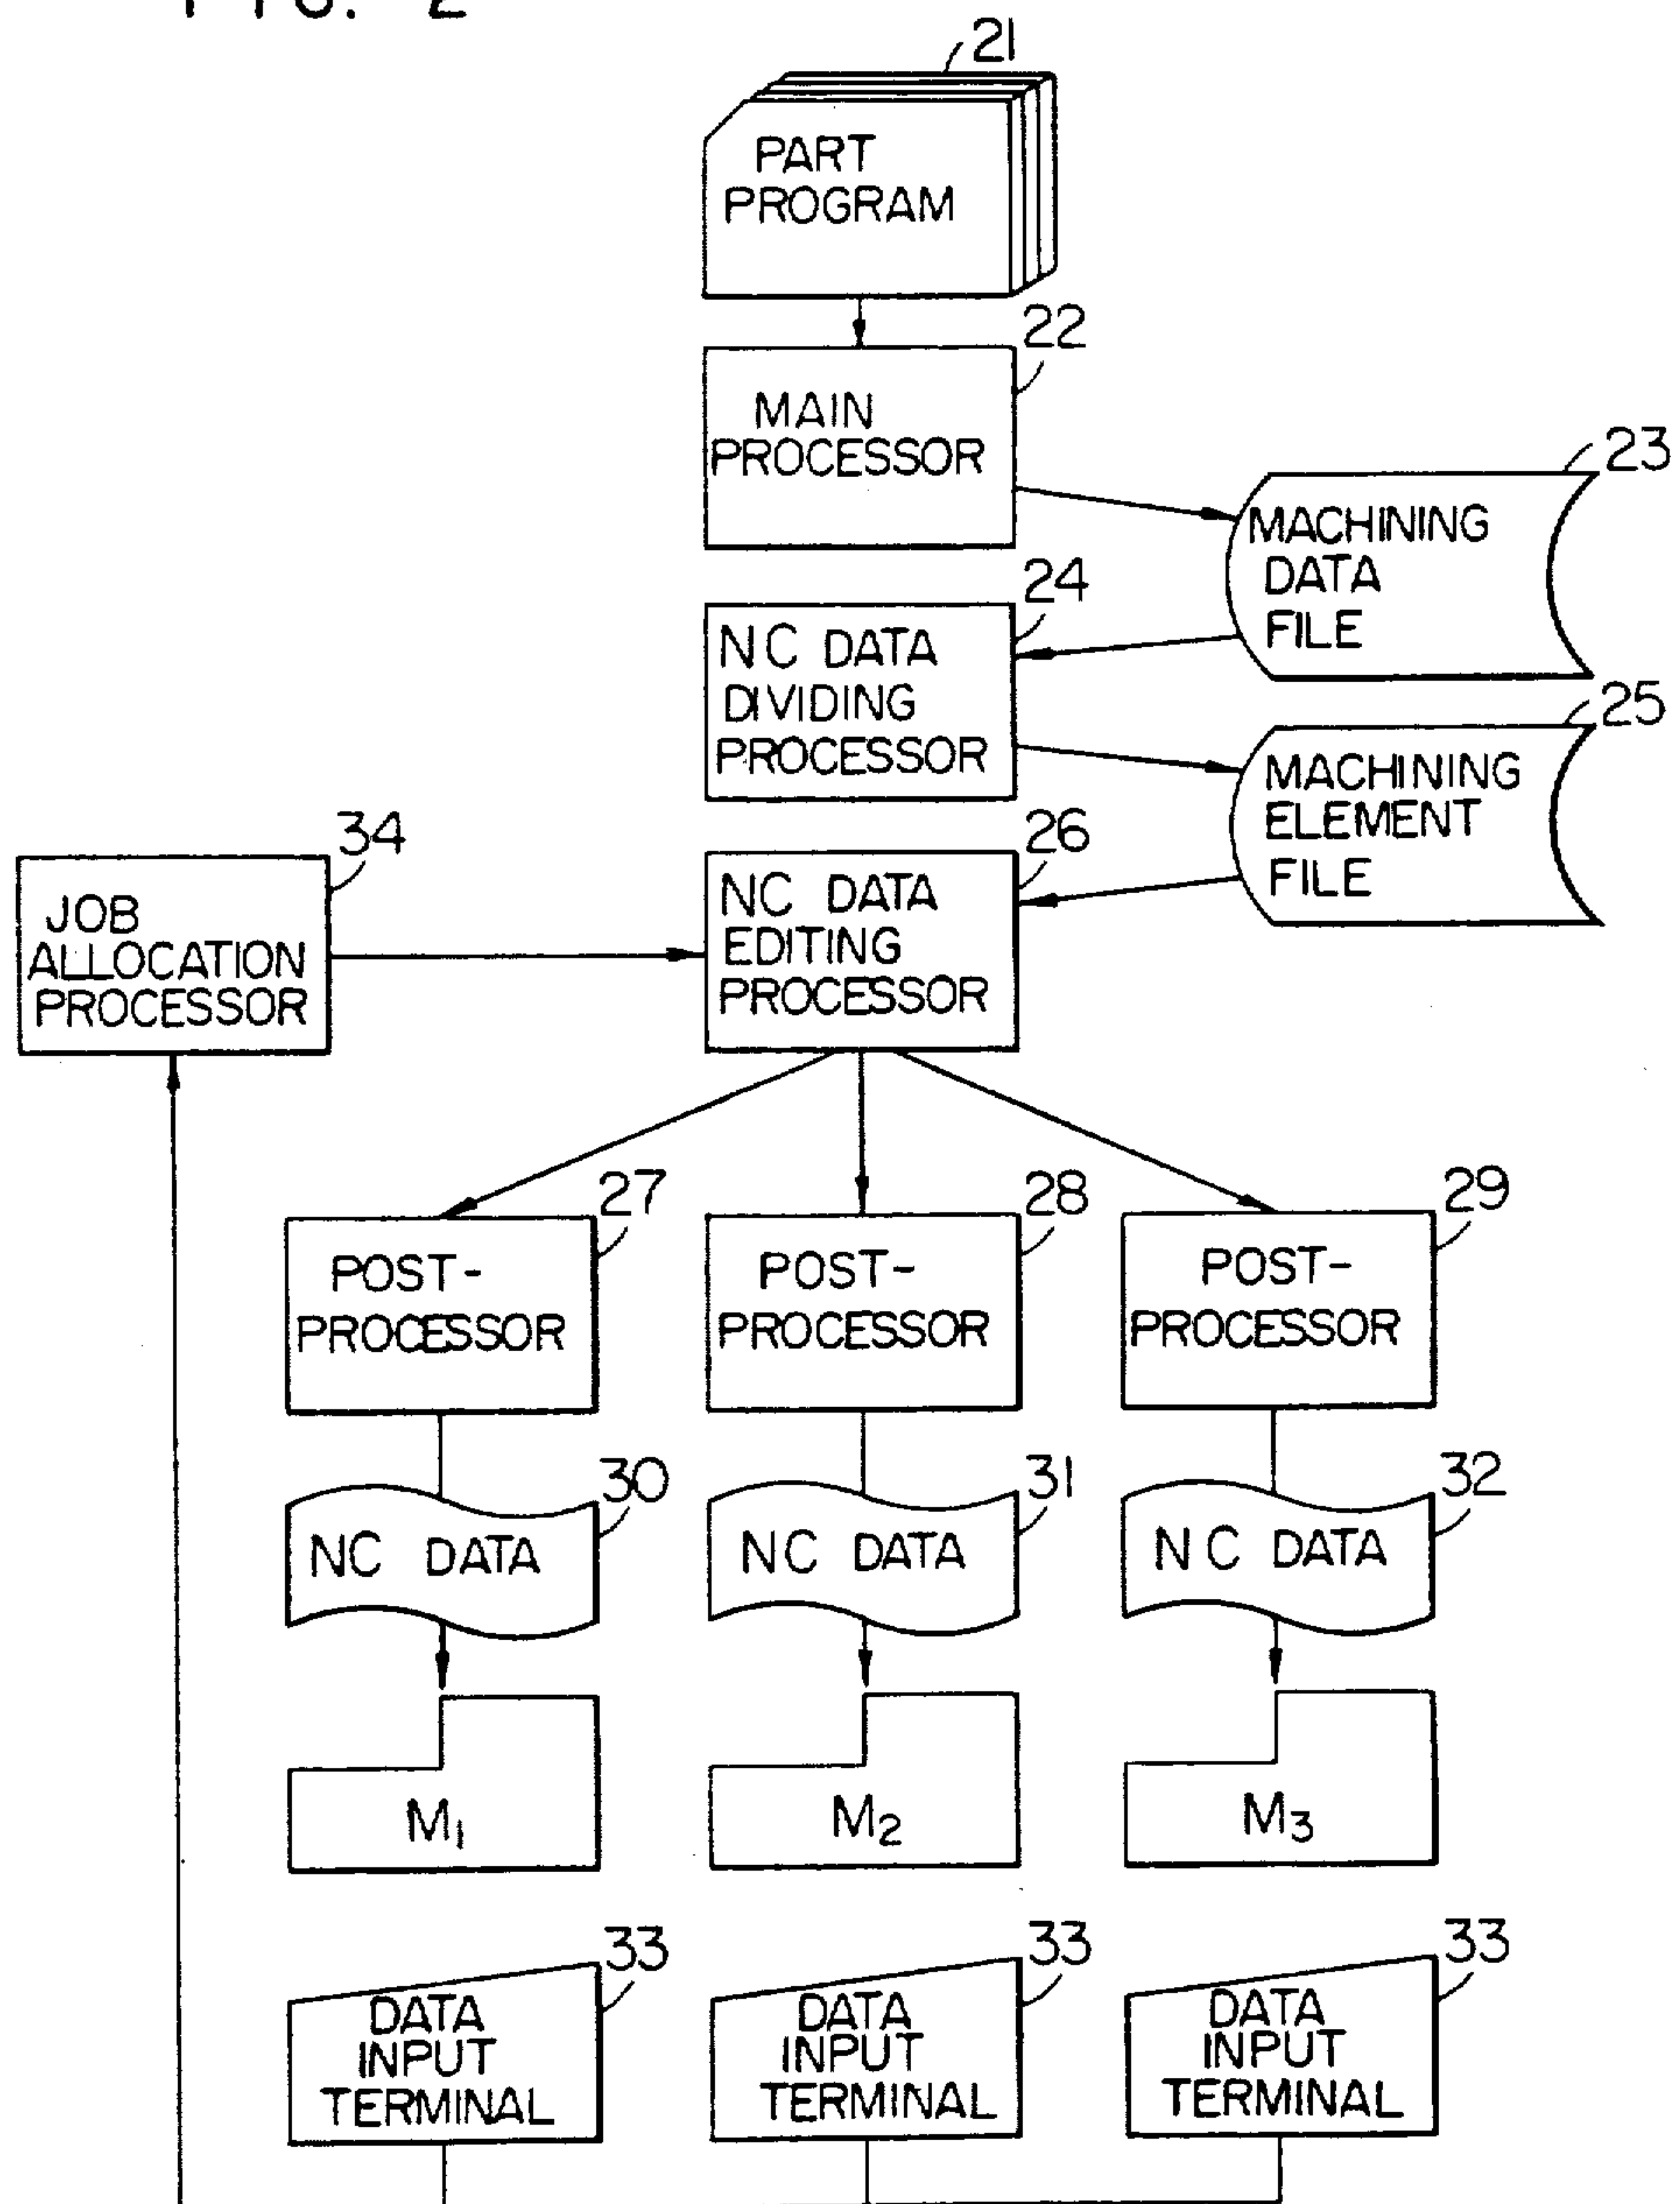 FIG. 2
21
PART
PROGRAM
22
MAIN
PROCESSOR
23
MACHINING
DATA
FILE
24
NC DATA
DIVIDING
PROCESSOR
25
MACHINING
ELEMENT
FILE
34
JOB
ALLOCATION
PROCESSOR
26
NC DATA
EDITING
PROCESSOR
27
POST-
PROCESSOR
28
POST-
PROCESSOR
29
POST-
PROCESSOR
30
NC DATA
31
NC DATA
32
NC DATA
M1
M2
M3
33
DATA
INPUT
TERMINAL
33
DATA
INPUT
TERMINAL
33
DATA
INPUT
TERMINAL